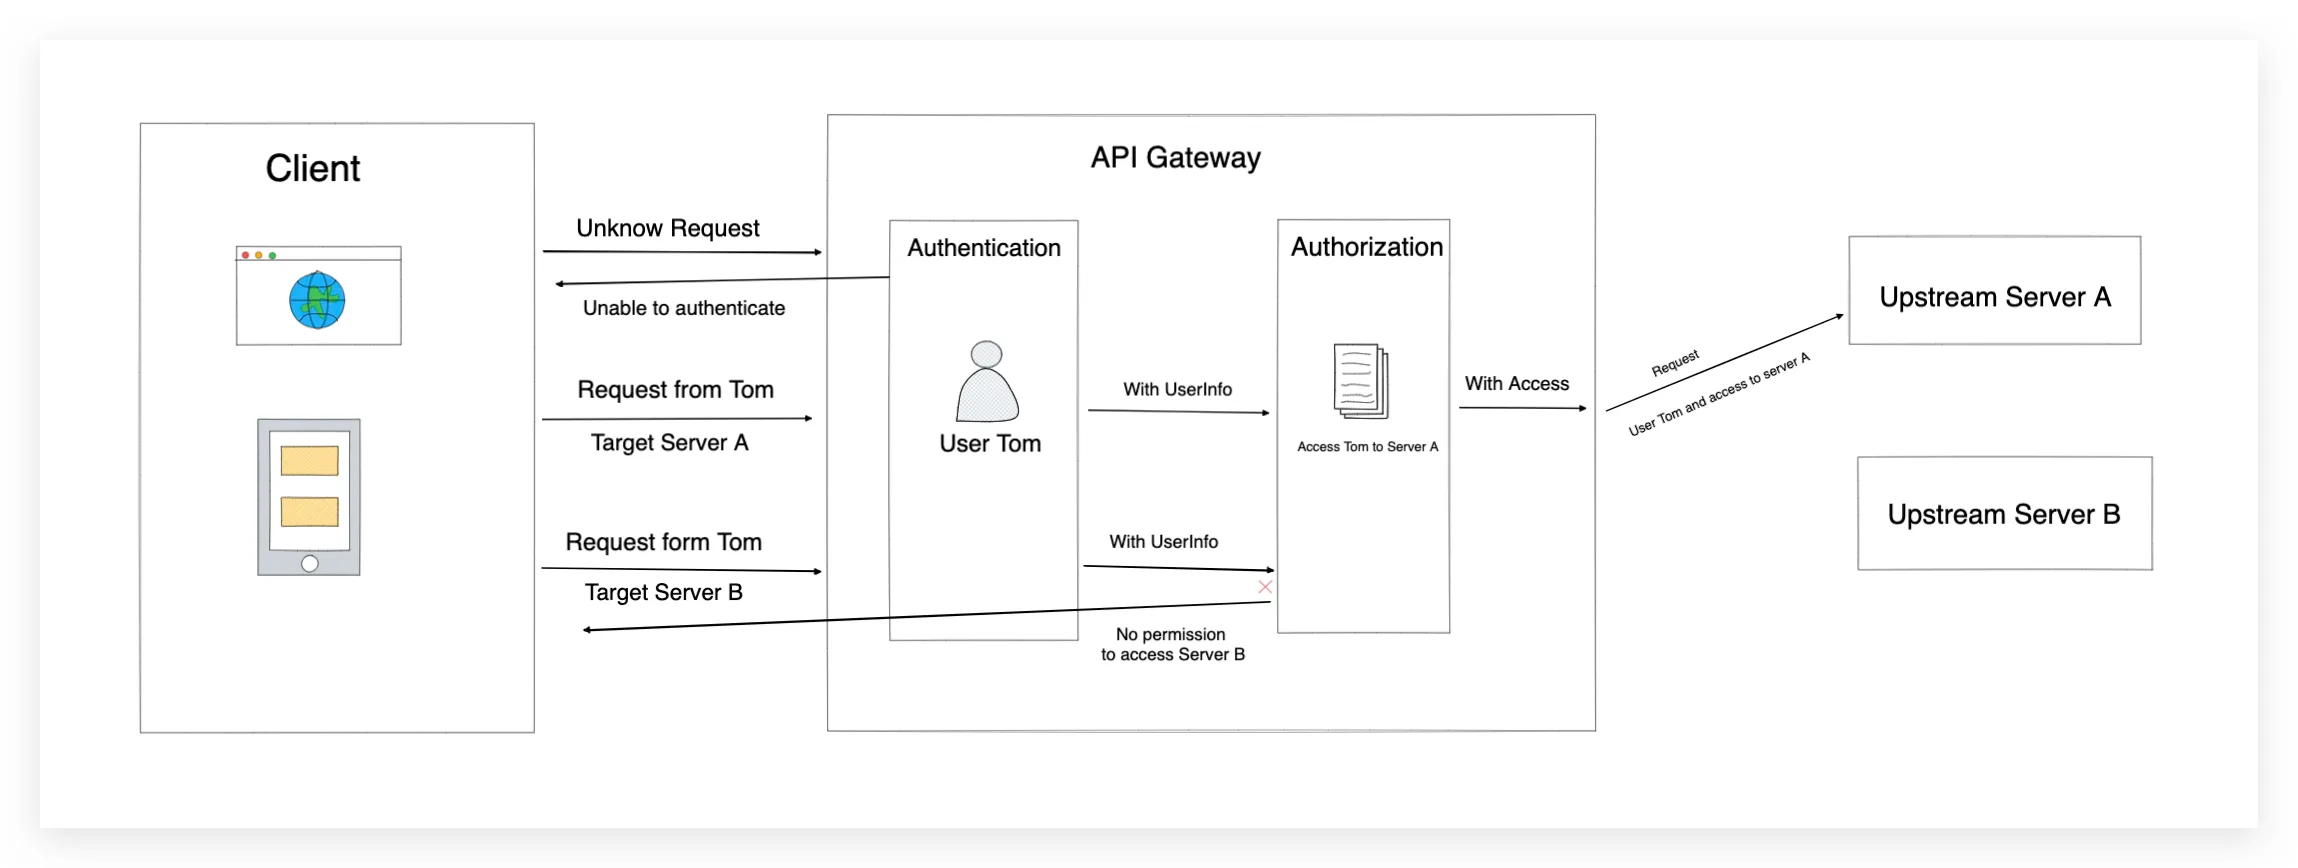 Client
API Gateway
Unknow Request
Unable to authenticate
Request from Tom
Target Server A
Request form Tom
Target Server B
Authentication
User Tom
With UserInfo
With UserInfo
No permission
to access Server B
Authorization
Access Tom to Server A
With Access
Request
User Tom and access to server A
Upstream Server A
Upstream Server B